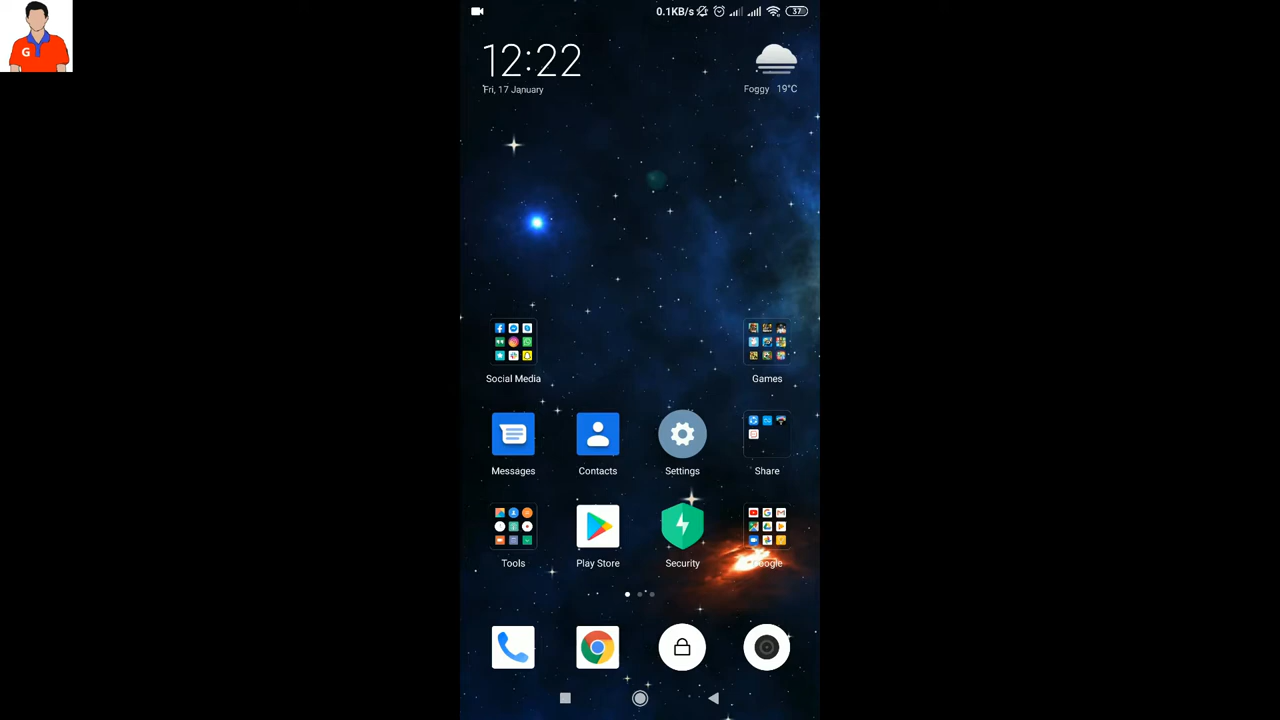 G
0.1KB/s 37
12:22
Fri, 17 January
Foggy 19°C
Social Media
Games
Messages
Contacts
Settings
Share
Tools
Play Store
Security
Google